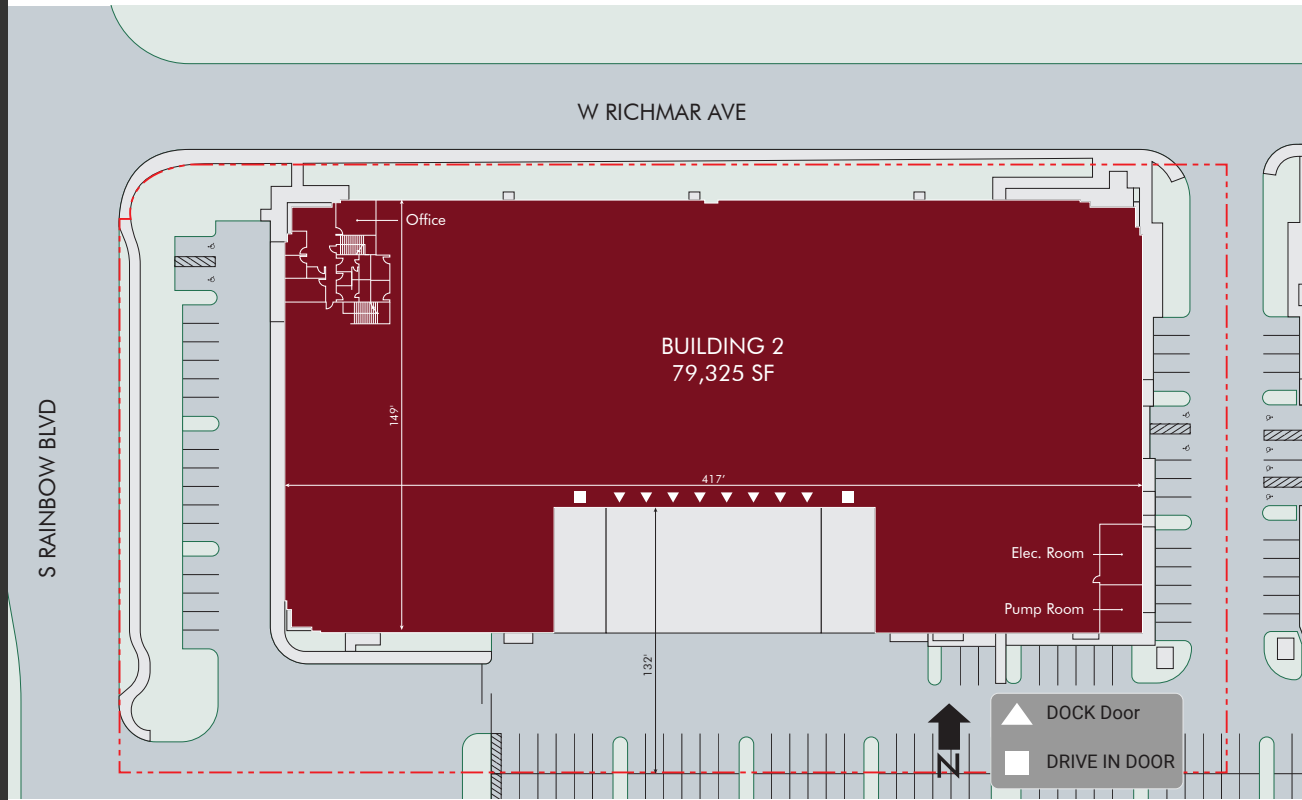 W RICHMAR AVE
Office
BUILDING 2
79,325 SF
149'
S RAINBOW BLVD
417'
Elec. Room
Pump Room
132'
DOCK Door
N
DRIVE IN DOOR